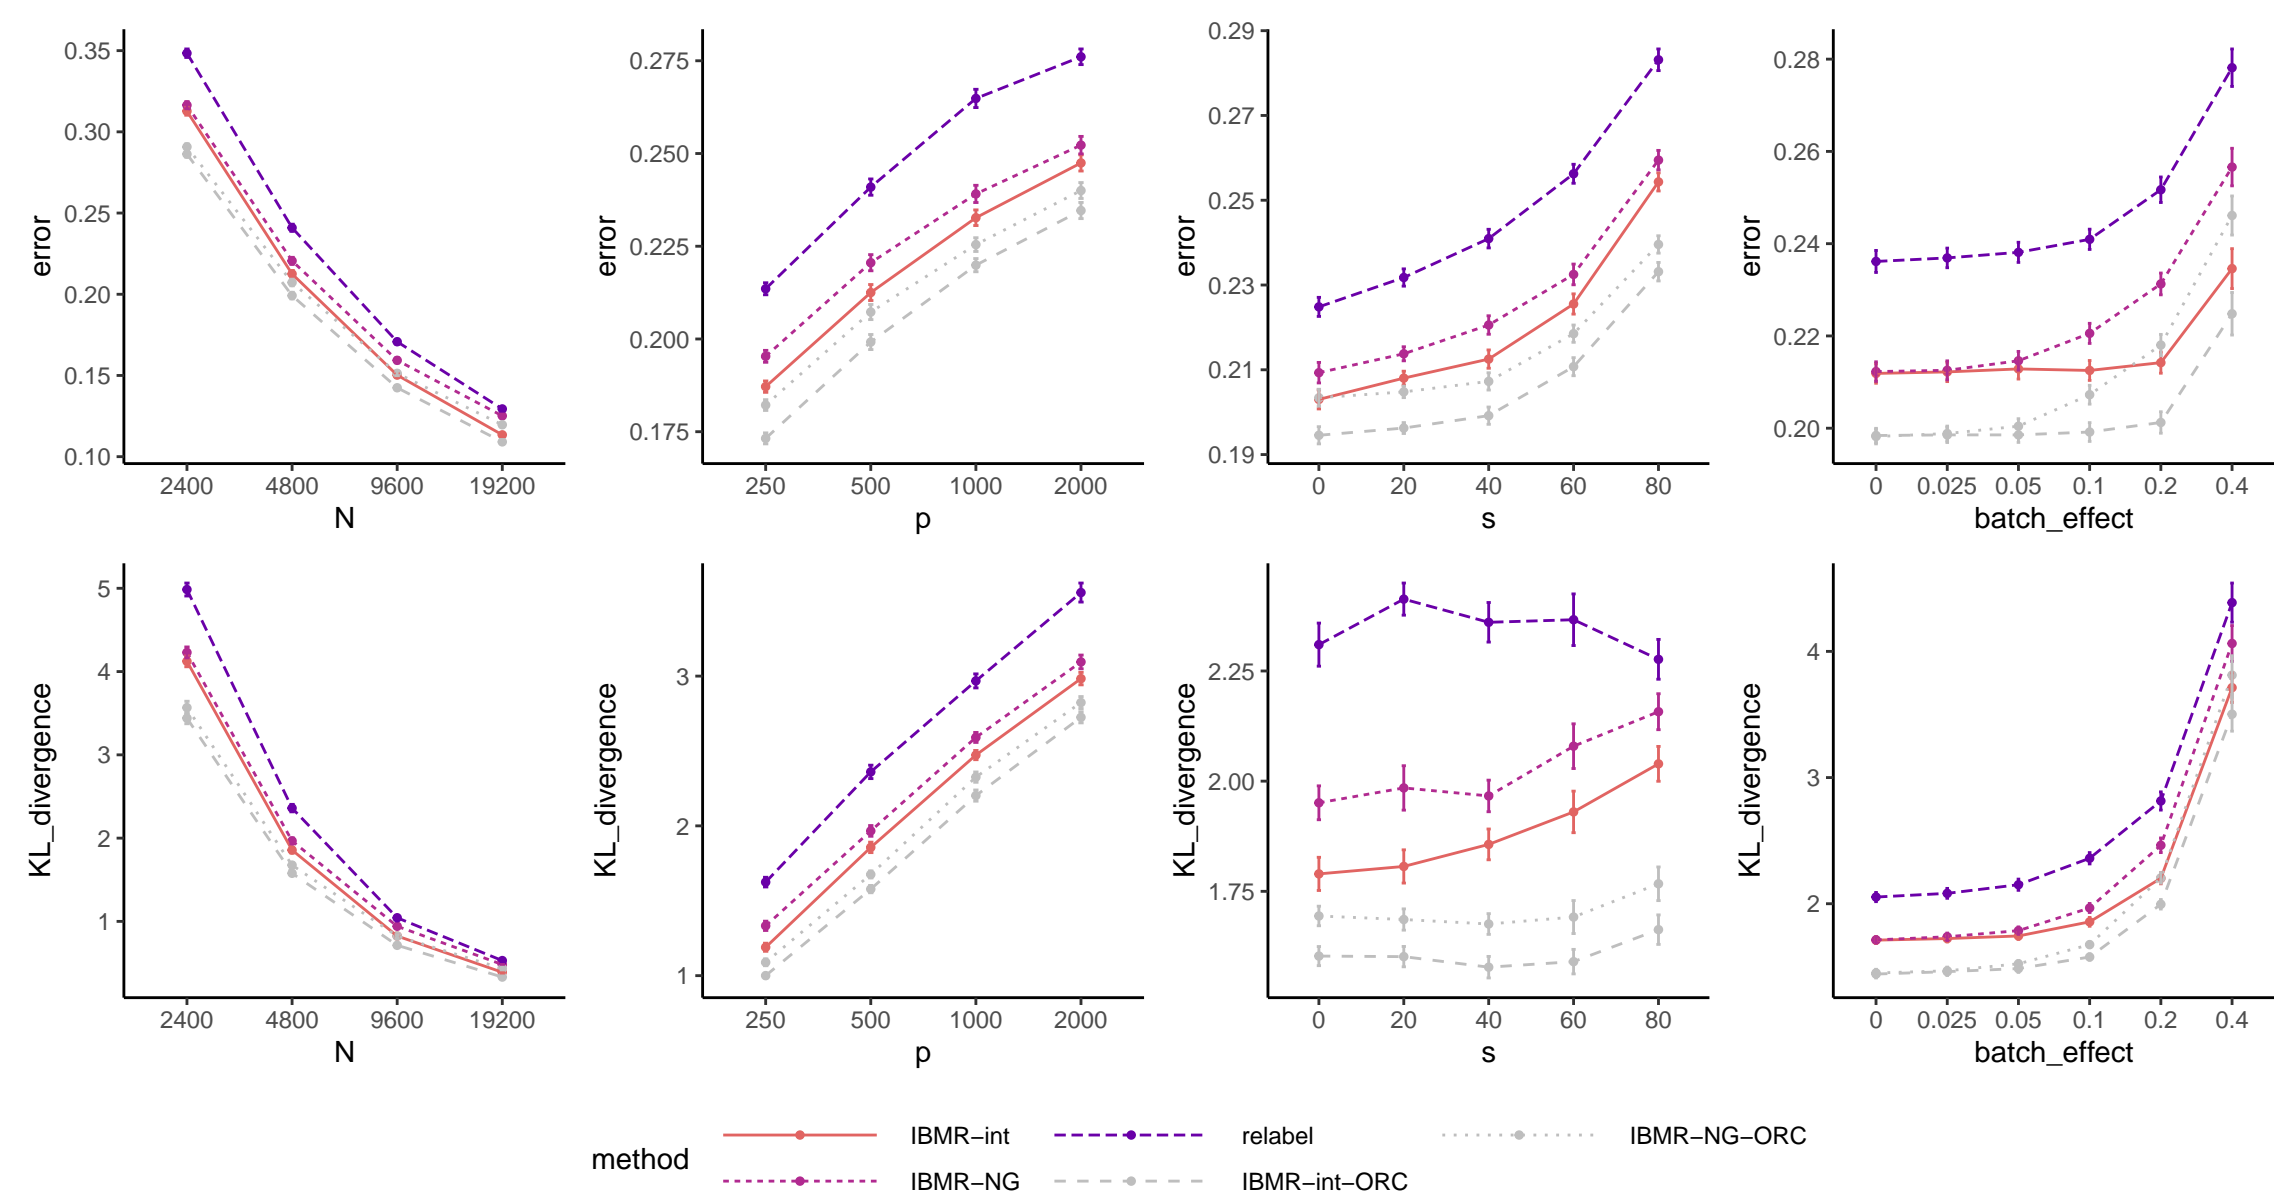 error
0.35
0.30
0.25
0.20
0.15
0.10
2400 4800 9600 19200
N
error
0.275
0.250
0.225
0.200
0.175
250 500 1000 2000
p
error
0.29
0.27
0.25
0.23
0.21
0.19
0 20 40 60 80
s
error
0.28
0.26
0.24
0.22
0.20
0 0.025 0.05 0.1 0.2 0.4
batch_effect
KL_divergence
5
4
3
2
1
2400 4800 9600 19200
N
KL_divergence
3
2
1
250 500 1000 2000
p
KL_divergence
2.25
2.00
1.75
0 20 40 60 80
s
KL_divergence
4
3
2
0 0.025 0.05 0.1 0.2 0.4
batch_effect
method
IBMR−int relabel IBMR−NG−ORC
IBMR−NG IBMR−int−ORC